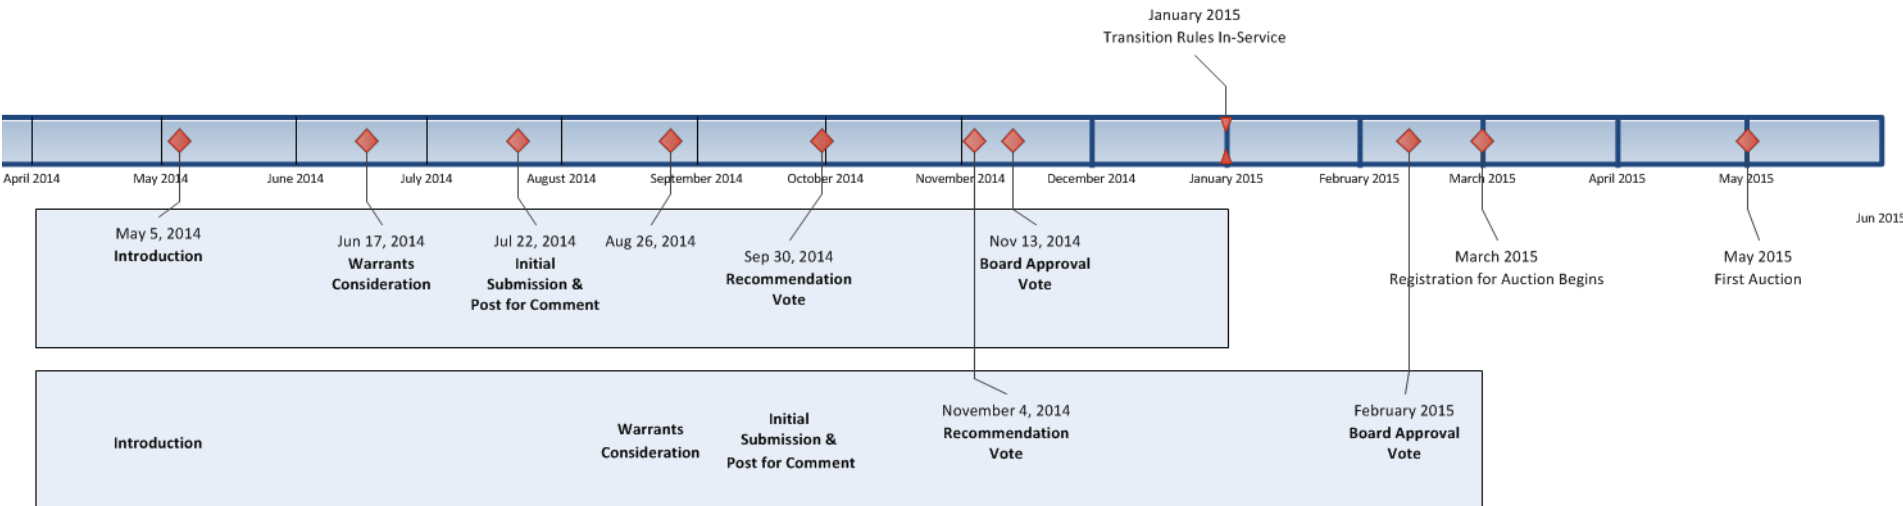 January 2015
Transition Rules In-Service
April 2014
May 2014
June 2014
July 2014
August 2014
September 2014
October 2014
November 2014
December 2014
January 2015
February 2015
March 2015
April 2015
May 2015
Jun 2015
May 5, 2014
Introduction
Jun 17, 2014
Warrants
Consideration
Jul 22, 2014
Initial
Submission &
Post for Comment
Aug 26, 2014
Sep 30, 2014
Recommendation
Vote
Nov 13, 2014
Board Approval
Vote
March 2015
Registration for Auction Begins
May 2015
First Auction
Introduction
Warrants
Consideration
Initial
Submission &
Post for Comment
November 4, 2014
Recommendation
Vote
February 2015
Board Approval
Vote